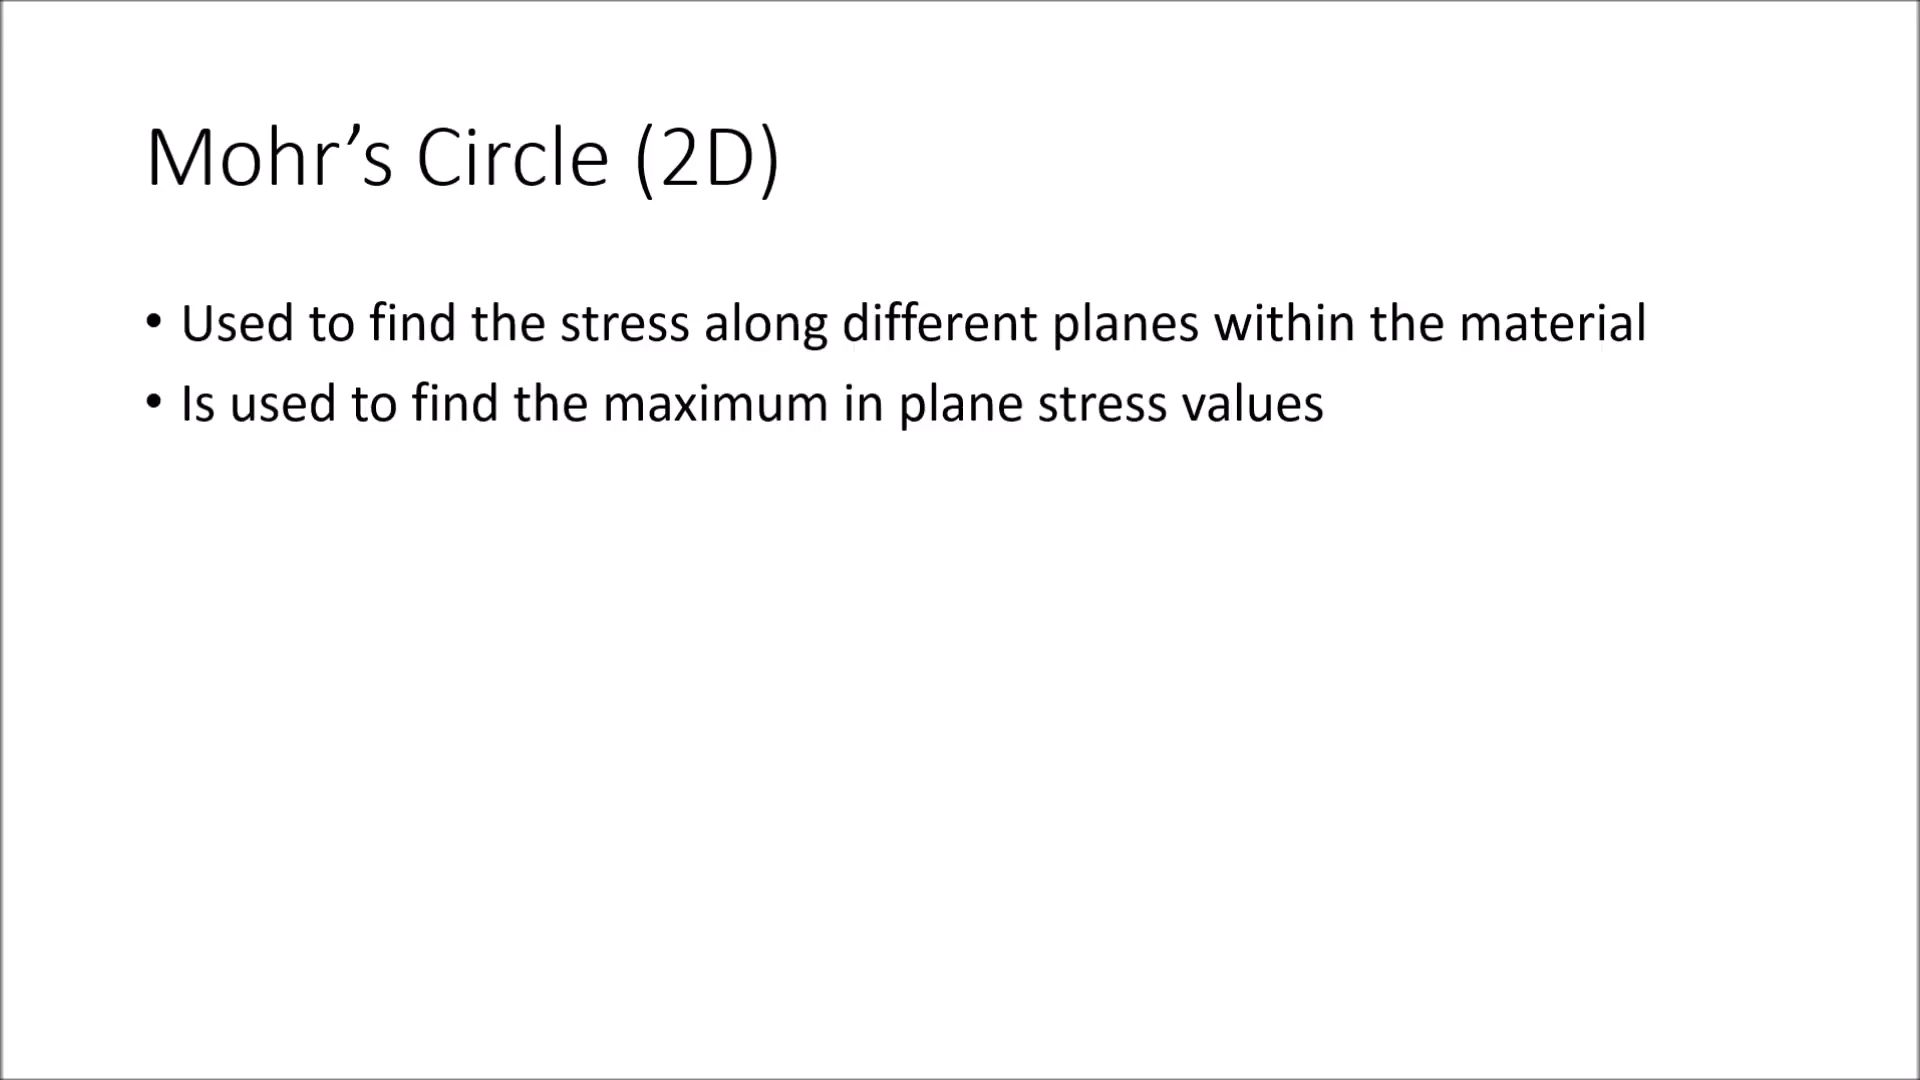 Mohr’s Circle (2D)
• Used to find the stress along different planes within the material
• Is used to find the maximum in plane stress values